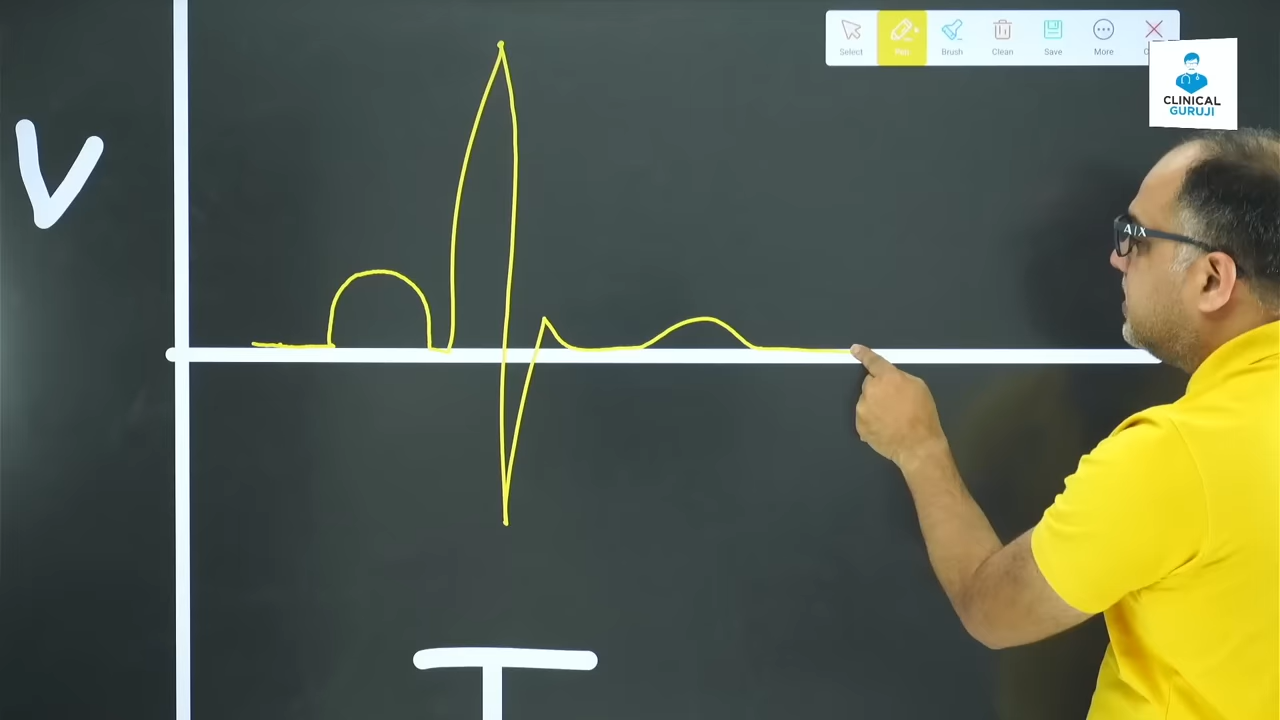 V
Select
Pen
Brush
Clean
Save
More
CLINICAL
GURUJI
A|X
T